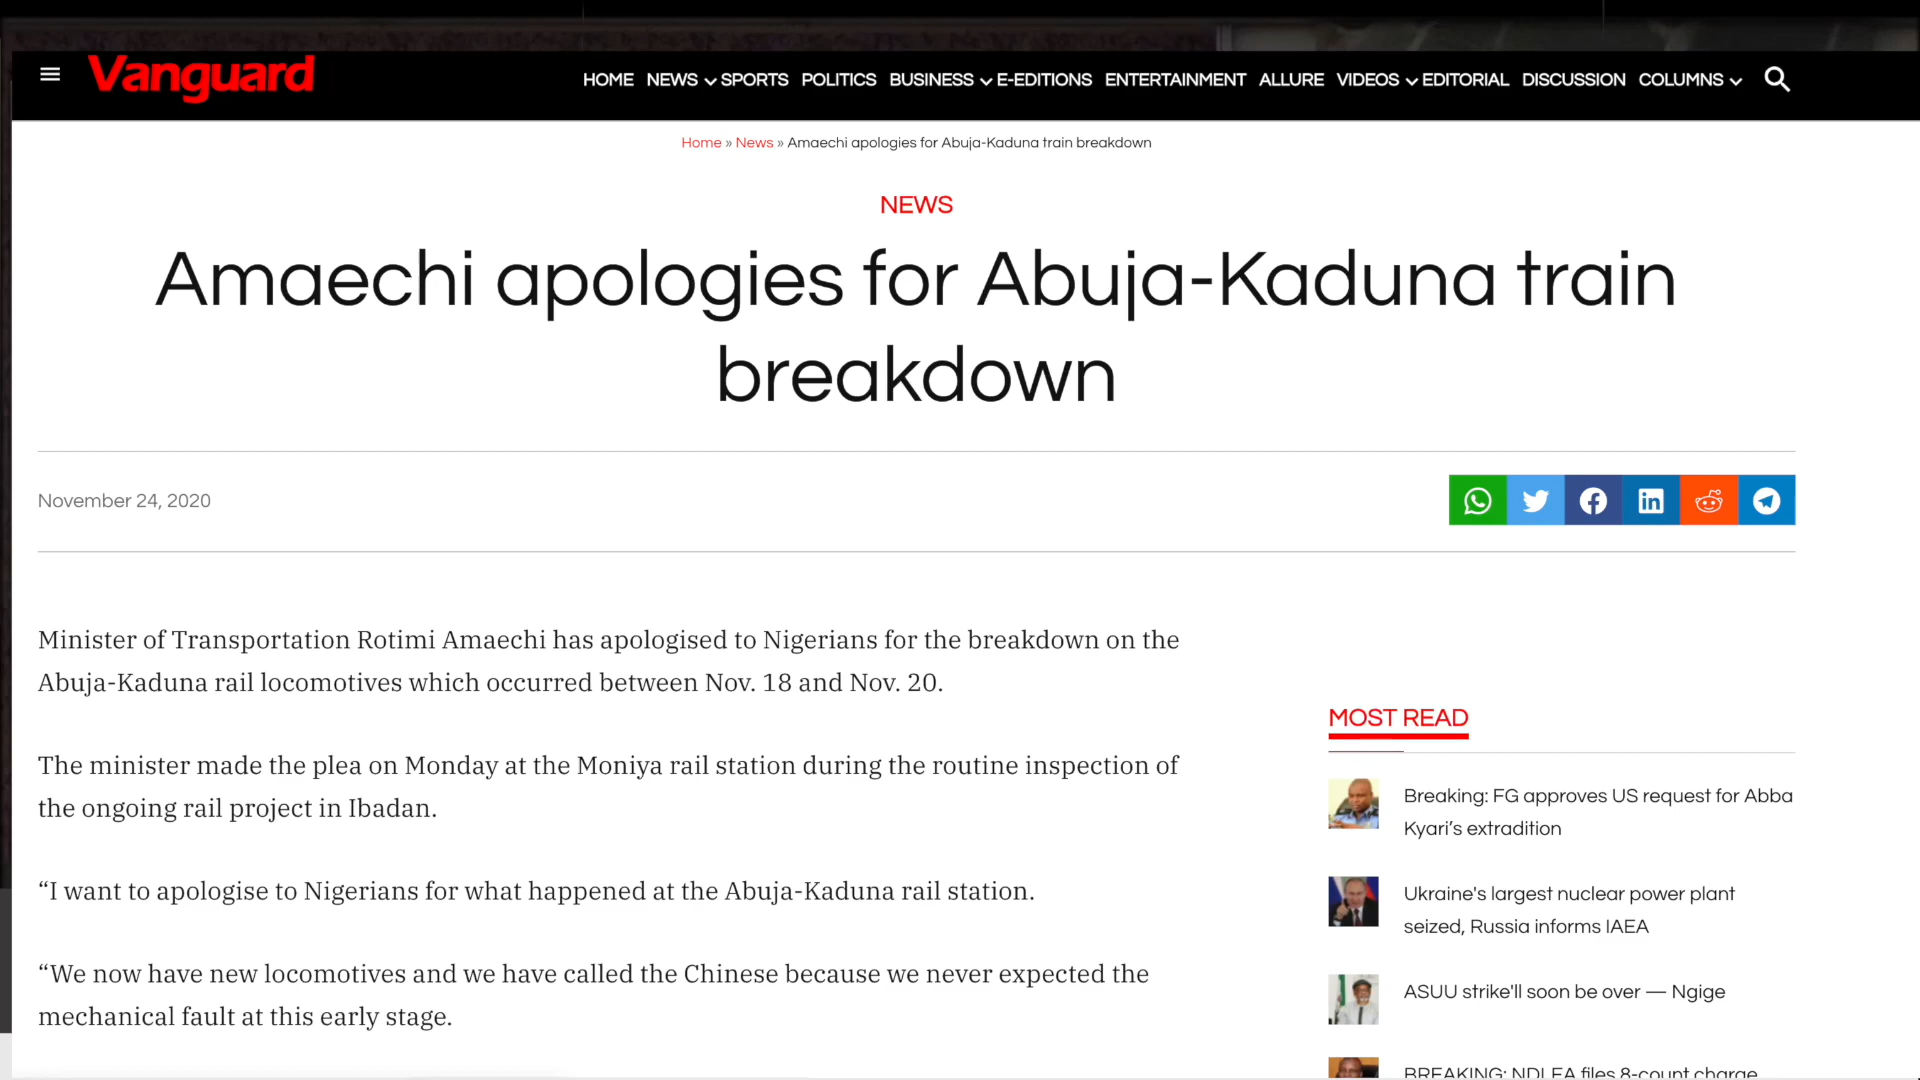 Vanguard
HOME NEWS SPORTS POLITICS BUSINESS E-EDITIONS ENTERTAINMENT ALLURE VIDEOS EDITORIAL DISCUSSION COLUMNS
Home » News » Amaechi apologies for Abuja-Kaduna train breakdown
NEWS
Amaechi apologies for Abuja-Kaduna train
breakdown
November 24, 2020
Minister of Transportation Rotimi Amaechi has apologised to Nigerians for the breakdown on the
Abuja-Kaduna rail locomotives which occurred between Nov. 18 and Nov. 20.
The minister made the plea on Monday at the Moniya rail station during the routine inspection of
the ongoing rail project in Ibadan.
“I want to apologise to Nigerians for what happened at the Abuja-Kaduna rail station.
“We now have new locomotives and we have called the Chinese because we never expected the
mechanical fault at this early stage.
MOST READ
Breaking: FG approves US request for Abba
Kyari’s extradition
Ukraine's largest nuclear power plant
seized, Russia informs IAEA
ASUU strike'll soon be over — Ngige
BREAKING: NDLEA files 8-count charge